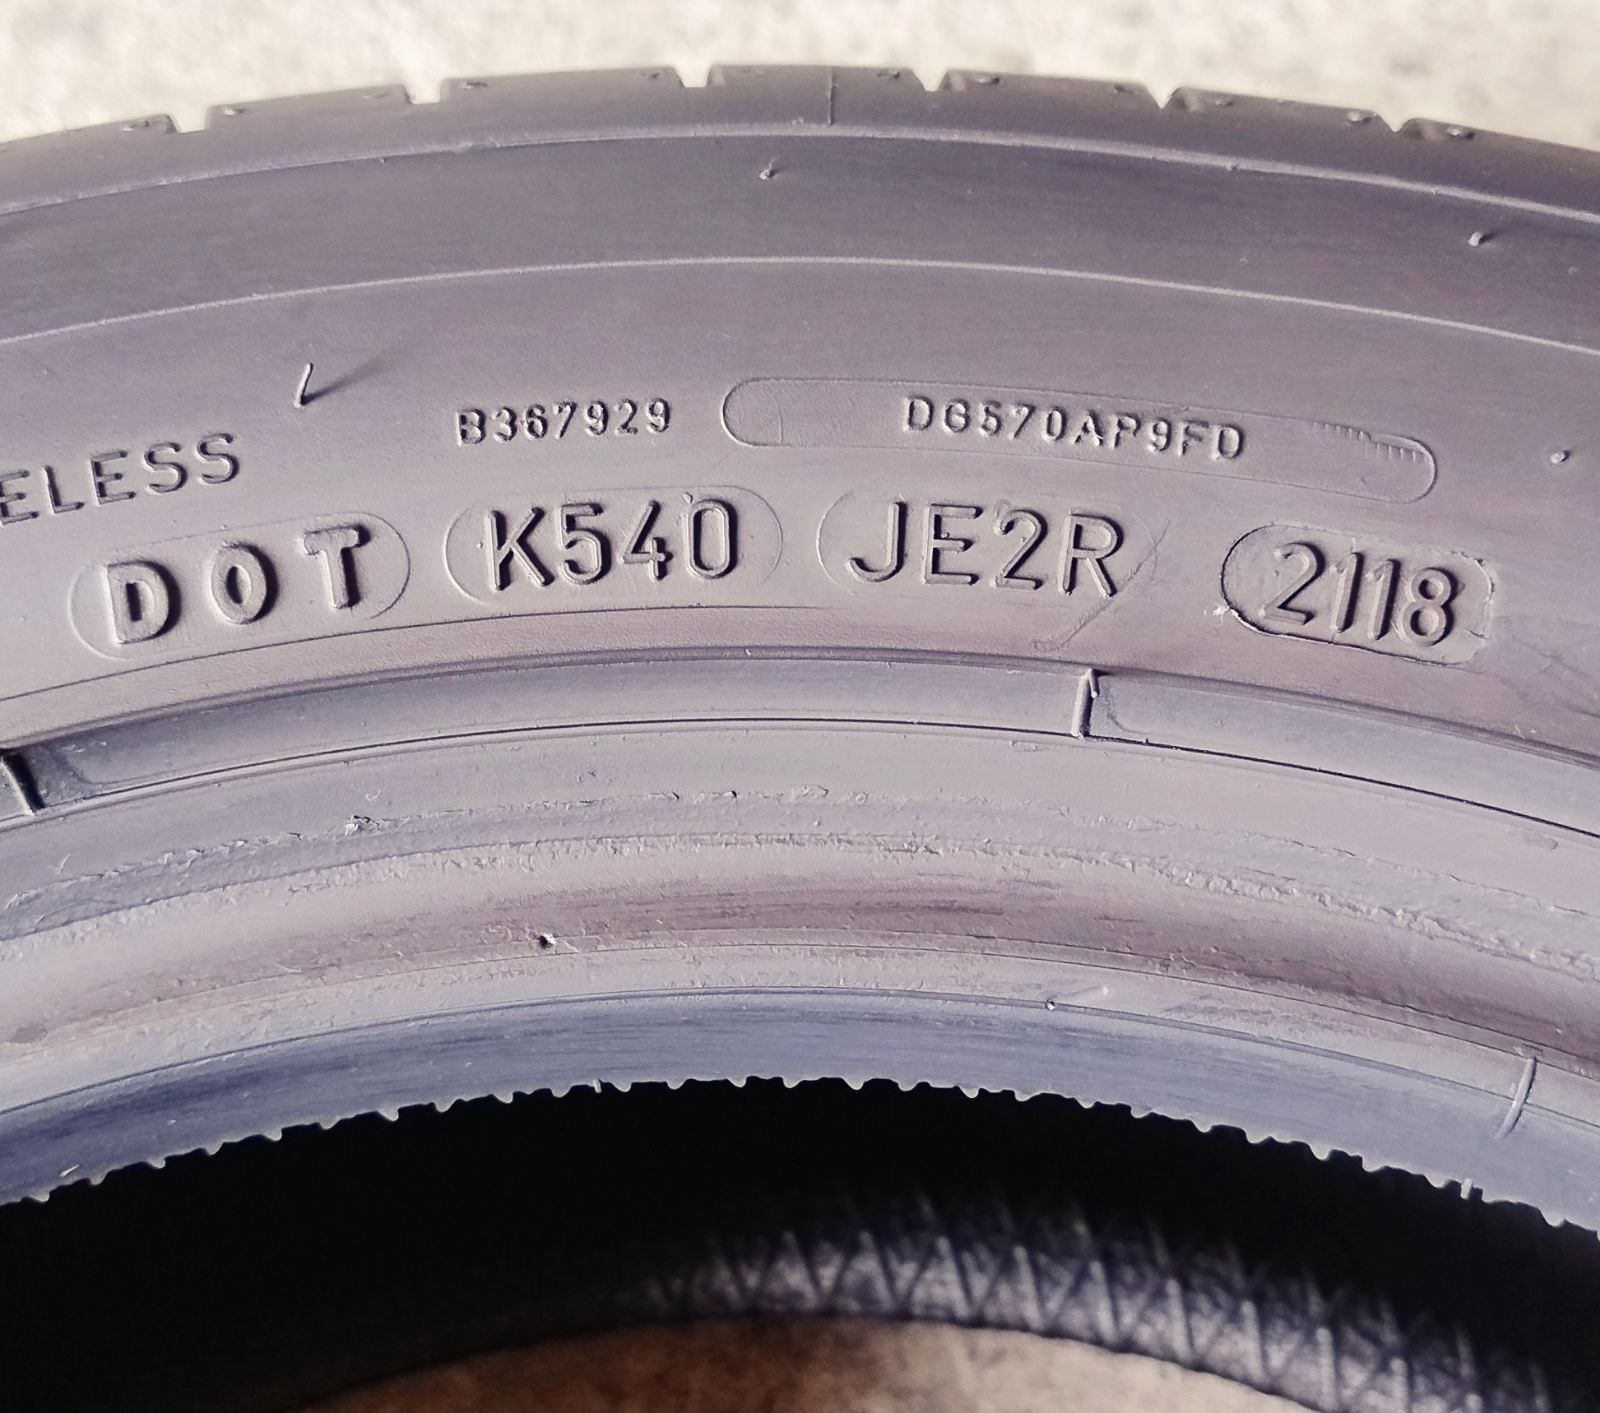 ELESS
B367929 DG570AP9FD
DOT K540 JE2R 2118